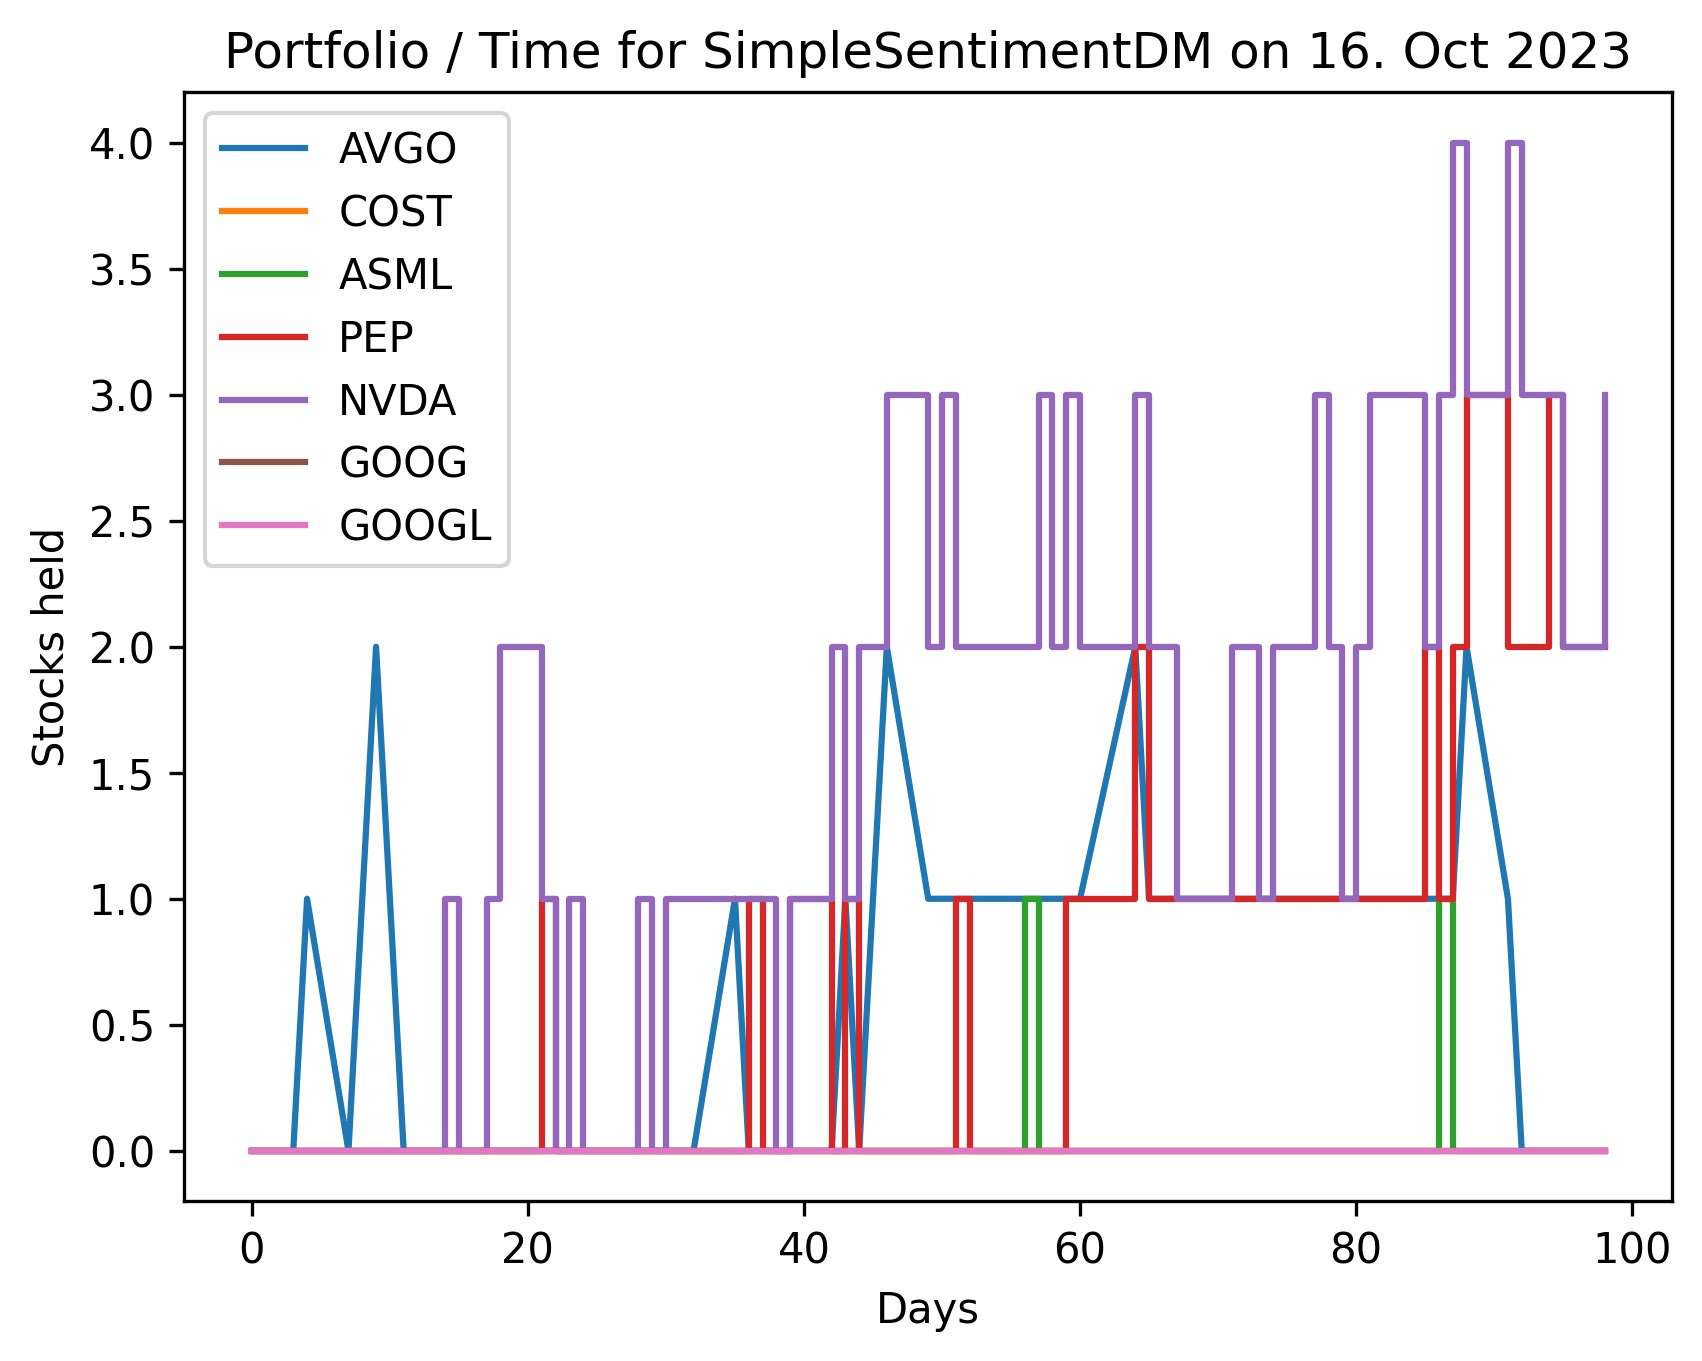 Portfolio / Time for SimpleSentimentDM on 16. Oct 2023
AVGO
COST
ASML
PEP
NVDA
GOOG
GOOGL
Stocks held
4.0
3.5
3.0
2.5
2.0
1.5
1.0
0.5
0.0
0 20 40 60 80 100
Days